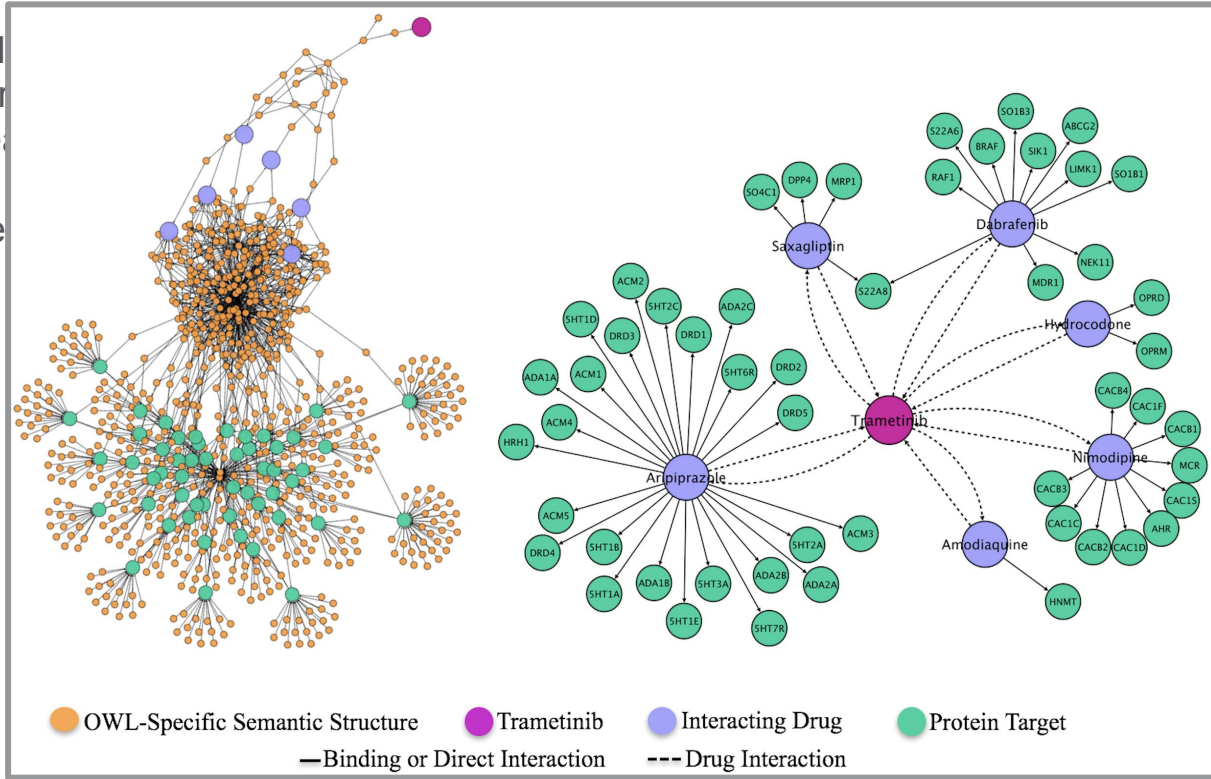 SO1B3
S22A6
ABCG2
BRAF
SIK1
LIMK1
SO1B1
RAF1
DPP4
MRP1
SO4C1
Dabrafenib
Saxagliptin
NEK11
MDR1
S22A8
ACM2
5HT2C
ADA2C
5HT1D
DRD3
DRD1
OPRD
Hydrocodone
OPRM
ADA1A
ACM1
5HT6R
DRD2
CACB4
CAC1F
ACM4
DRD5
Trametinib
CACB1
HRH1
Nimodipine
MCR
Aripiprazole
CACB3
CAC1S
ACM5
CAC1C
AHR
ACM3
DRD4
5HT1B
5HT2A
Amodiaquine
CACB2
CAC1D
5HT1A
ADA1B
5HT3A
ADA2B
ADA2A
HNMT
5HT1E
5HT7R
OWL-Specific Semantic Structure
Trametinib
Interacting Drug
Protein Target
Binding or Direct Interaction
Drug Interaction